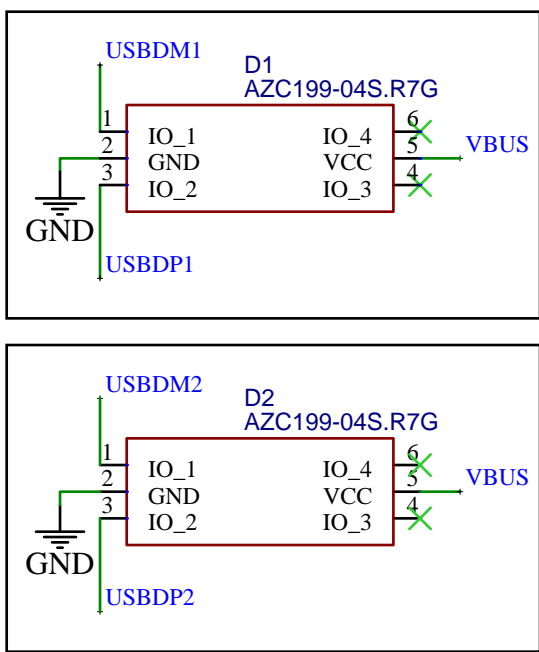 USBDM1
D1
AZC199-04S.R7G
1 IO_1 IO_4 6
2 GND VCC 5 VBUS
3 IO_2 IO_3 4
GND
USBDP1
USBDM2
D2
AZC199-04S.R7G
1 IO_1 IO_4 6
2 GND VCC 5 VBUS
3 IO_2 IO_3 4
GND
USBDP2